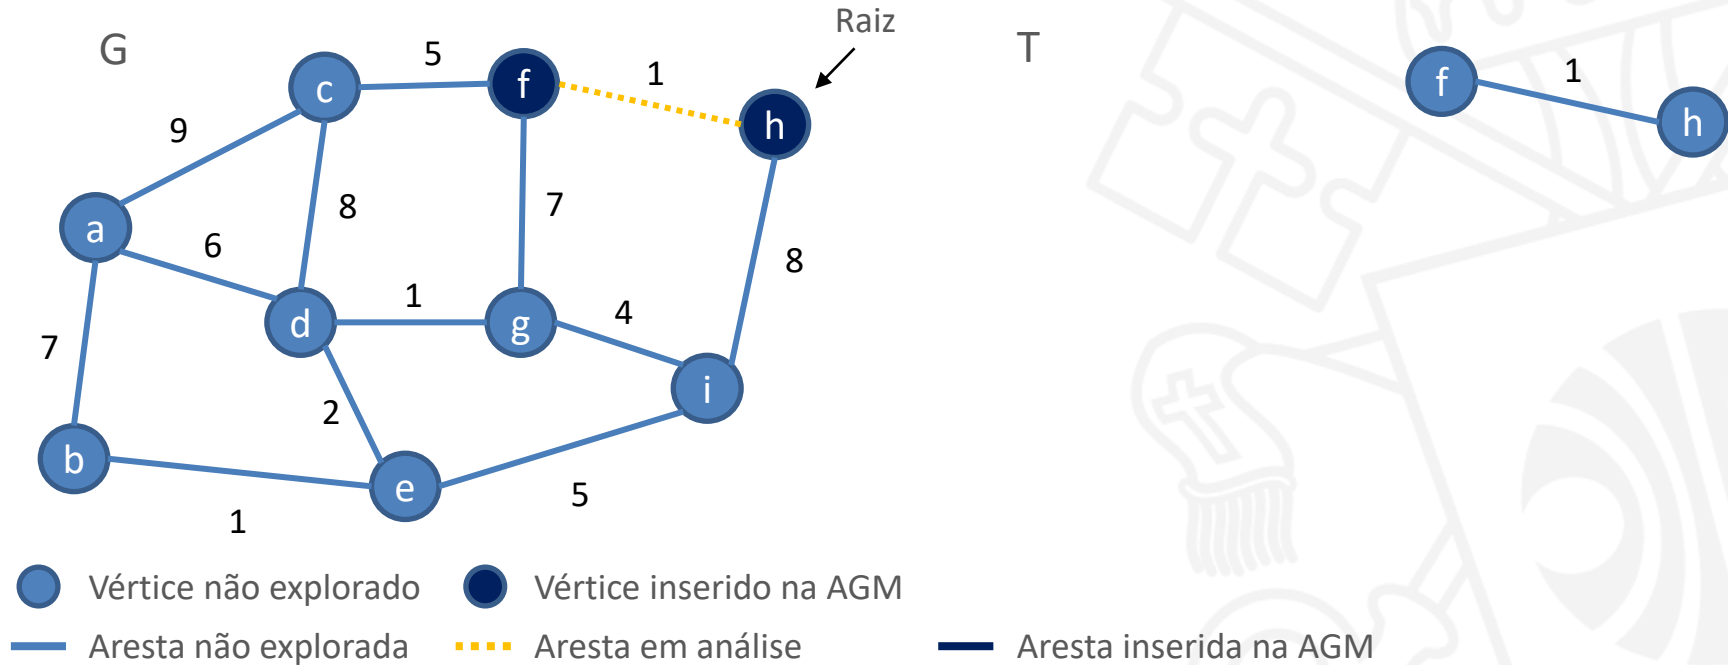 Raiz
G
T
5
1
1
c
f
h
f
h
9
8
7
8
a
6
1
4
d
g
i
7
2
b
e
5
1
Vértice não explorado
Vértice inserido na AGM
Aresta não explorada
Aresta em análise
Aresta inserida na AGM